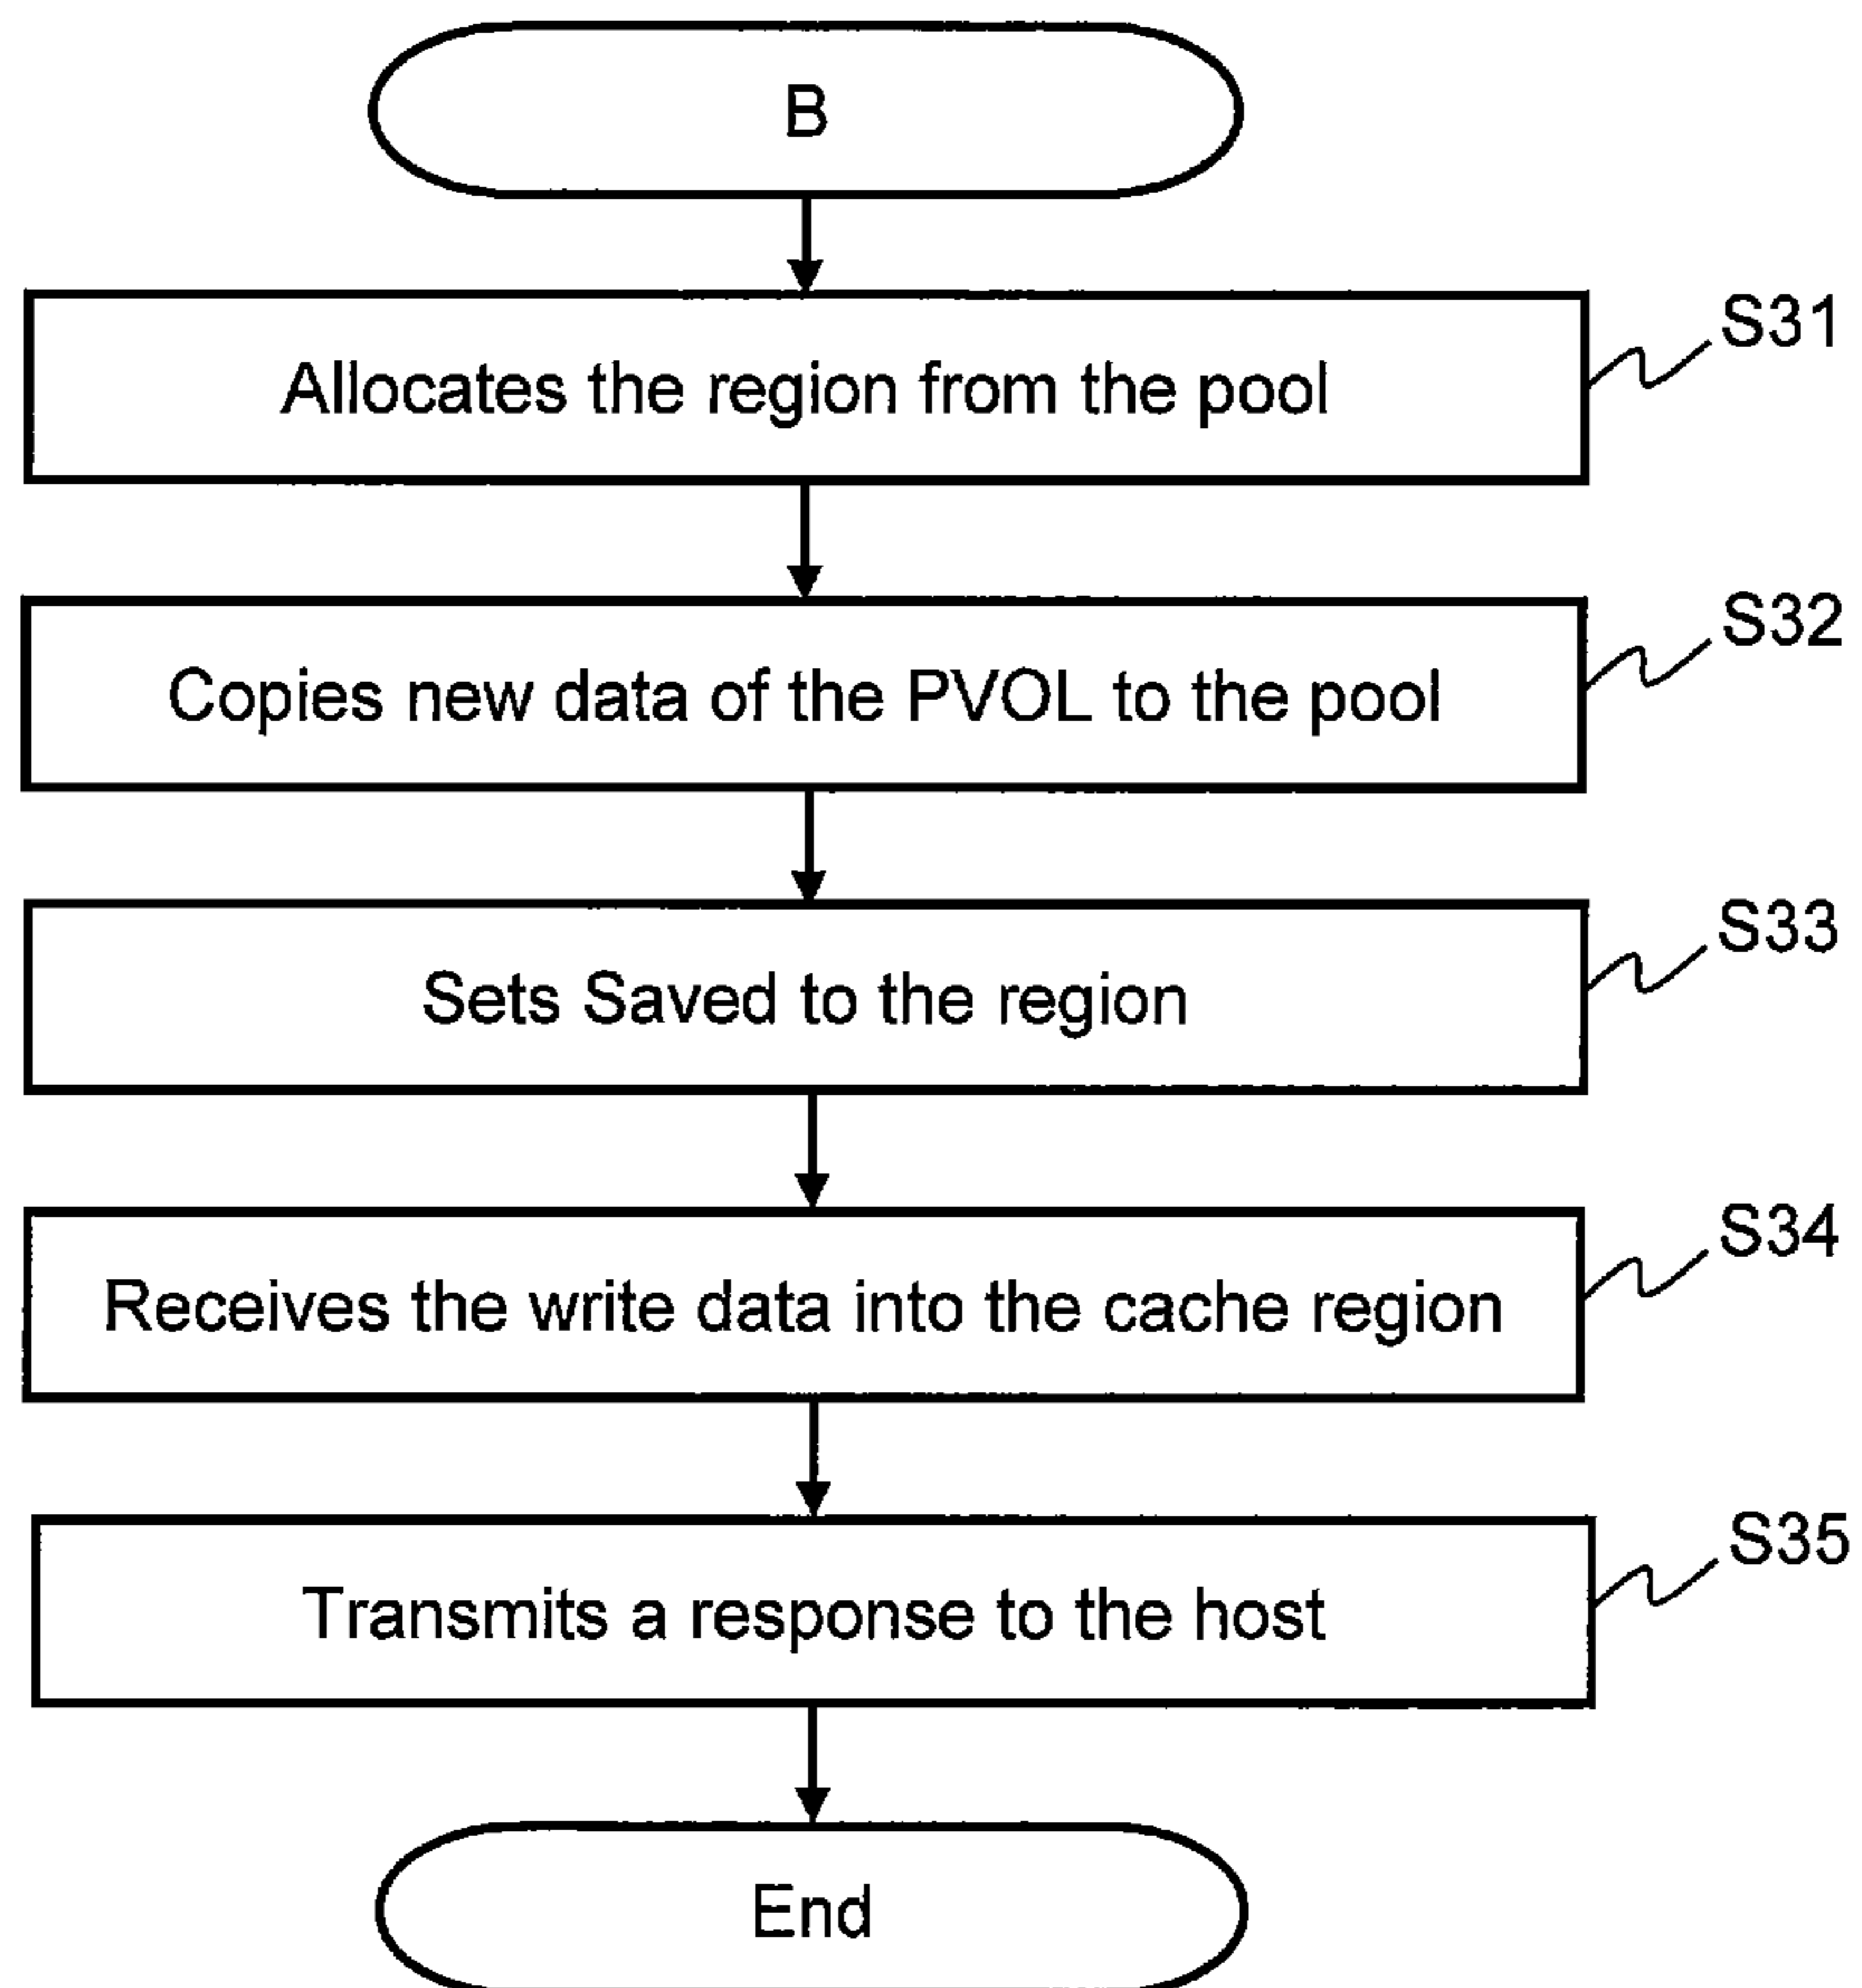 B
S31
Allocates the region from the pool
S32
Copies new data of the PVOL to the pool
S33
Sets Saved to the region
S34
Receives the write data into the cache region
S35
Transmits a response to the host
End